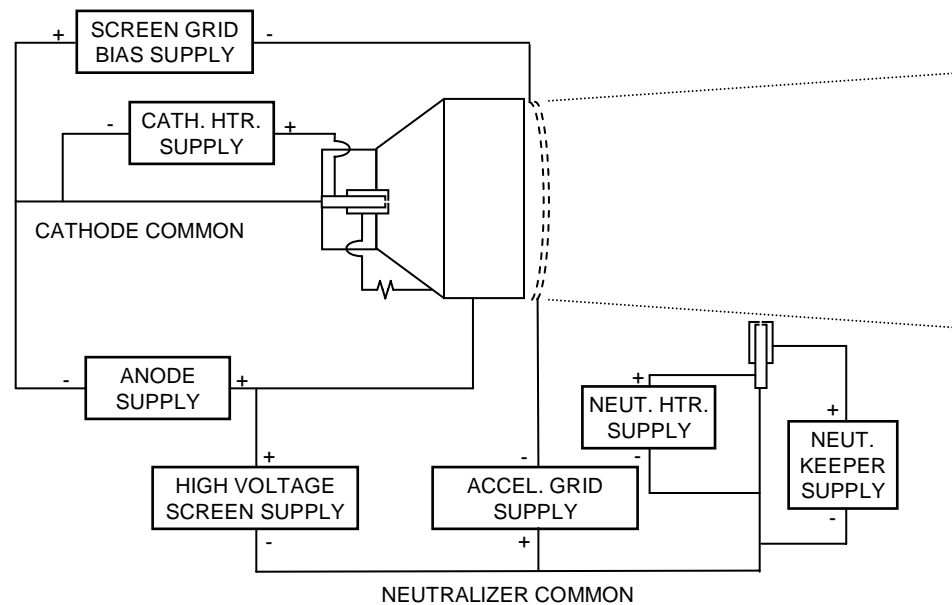 +
SCREEN GRID
BIAS SUPPLY
-
-
CATH. HTR.
SUPPLY
+
CATHODE COMMON
-
ANODE
SUPPLY
+
+
HIGH VOLTAGE
SCREEN SUPPLY
-
-
ACCEL. GRID
SUPPLY
+
+
NEUT. HTR.
SUPPLY
-
+
NEUT.
KEEPER
SUPPLY
-
NEUTRALIZER COMMON